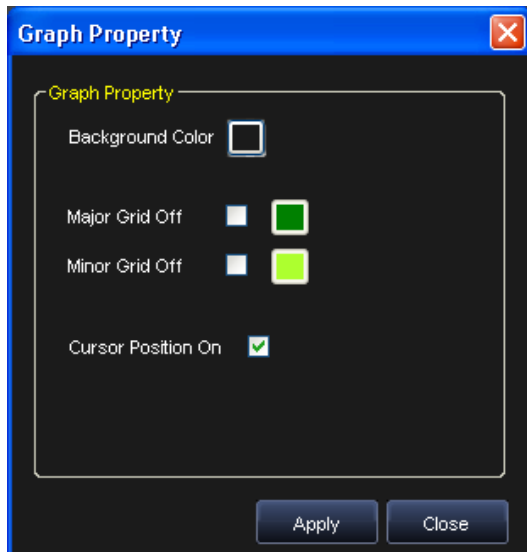 Graph Property
Graph Property
Background Color
Major Grid Off
Minor Grid Off
Cursor Position On
Apply Close